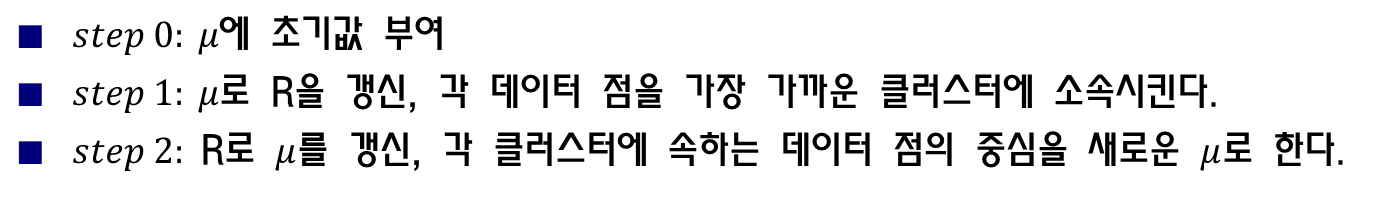 ■ step 0: μ에 초기값 부여
■ step 1: μ로 R을 갱신, 각 데이터 점을 가장 가까운 클러스터에 소속시킨다.
■ step 2: R로 μ를 갱신, 각 클러스터에 속하는 데이터 점의 중심을 새로운 μ로 한다.